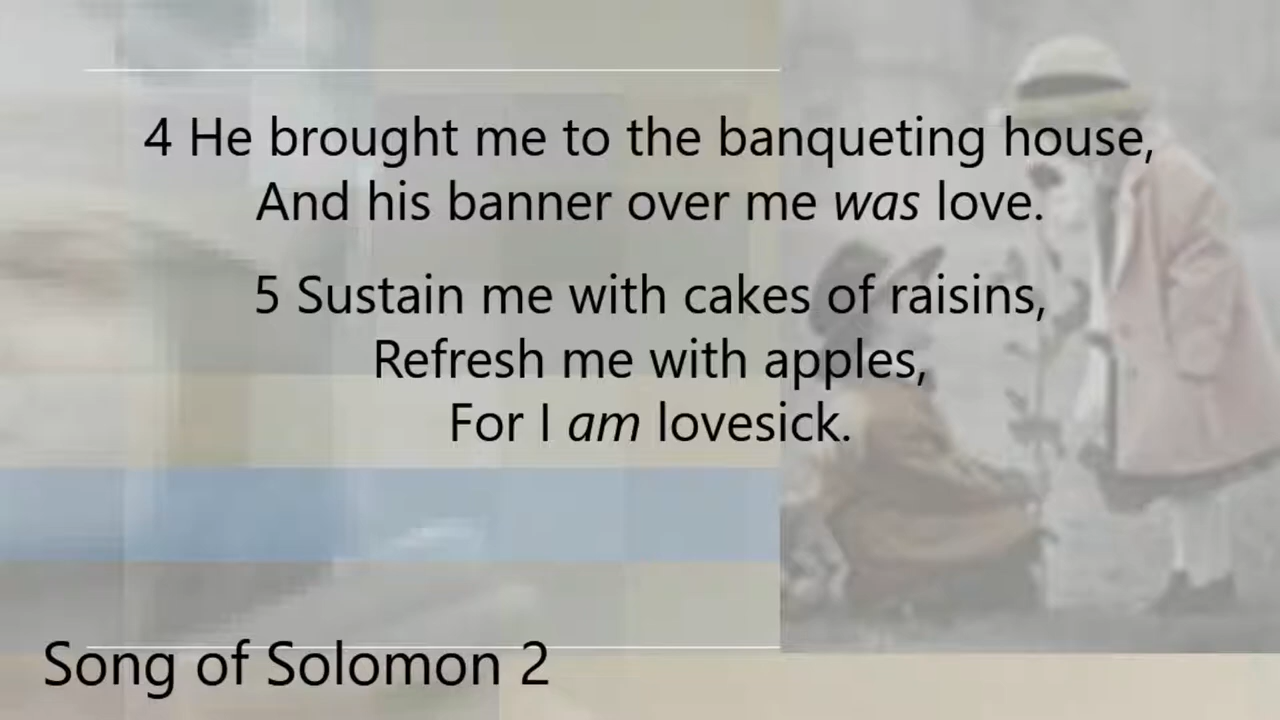 4 He brought me to the banqueting house,
And his banner over me was love.
5 Sustain me with cakes of raisins,
Refresh me with apples,
For I am lovesick.
Song of Solomon 2